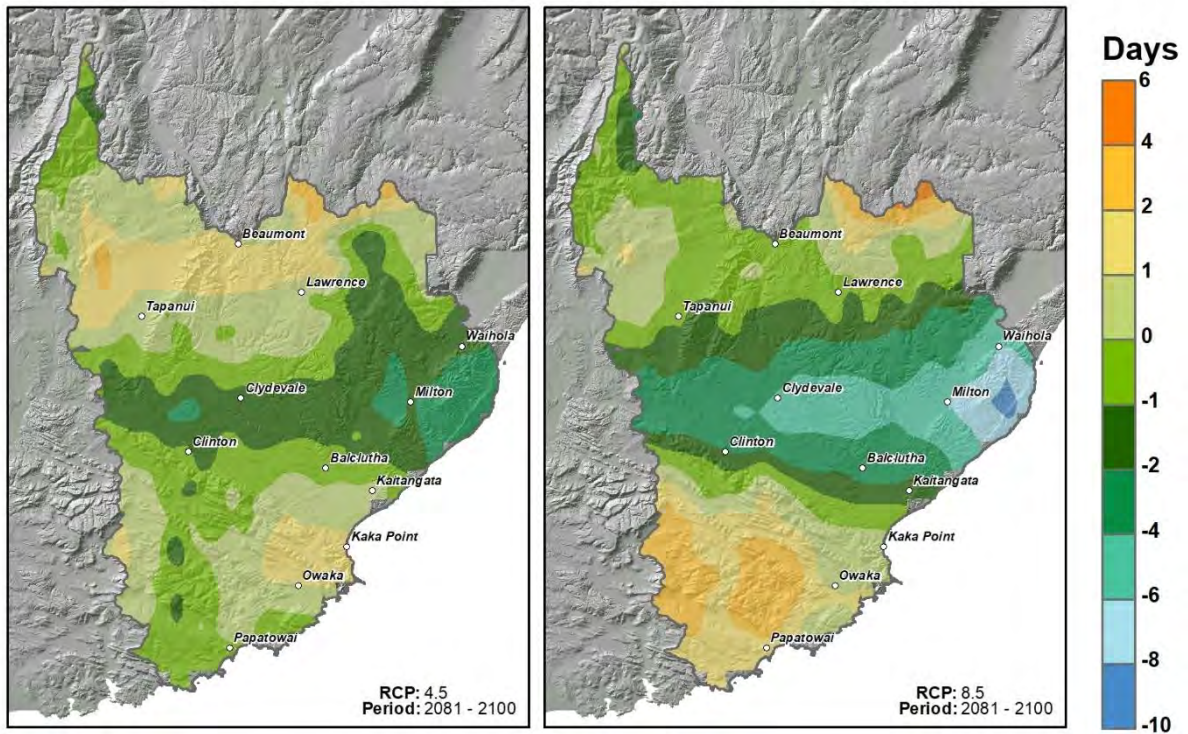 Beaumont
Lawrence
Tapanui
Waihola
Clydevale
Milton
Clinton
Balclutha
Kaitangata
Kaka Point
Owaka
Papatowai
RCP: 4.5
Period: 2081 - 2100
Beaumont
Lawrence
Tapanui
Waihola
Clydevale
Milton
Clinton
Balclutha
Kaitangata
Kaka Point
Owaka
Papatowai
RCP: 8.5
Period: 2081 - 2100
Days
6
4
2
1
0
-1
-2
-4
-6
-8
-10